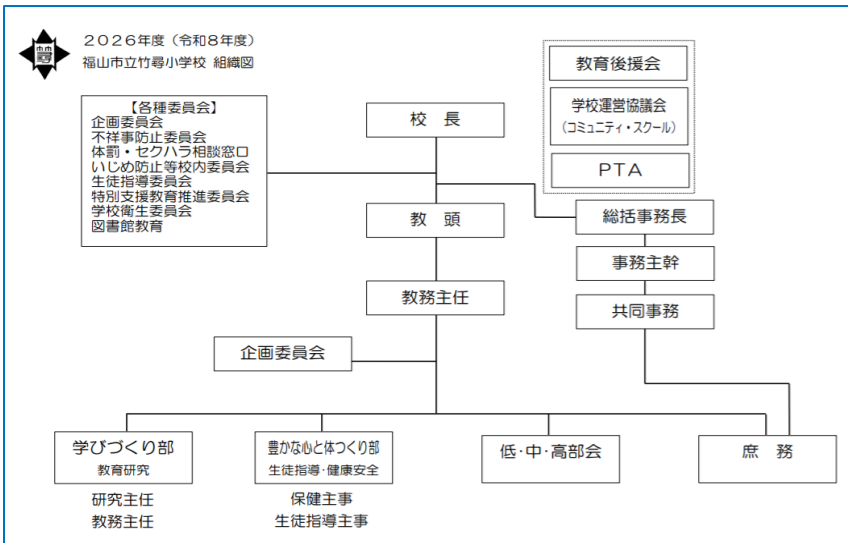 尋
2026年度（令和8年度）
福山市立竹尋小学校 組織図
【各種委員会】
企画委員会
不祥事防止委員会
体罰・セクハラ相談窓口
いじめ防止等校内委員会
生徒指導委員会
特別支援教育推進委員会
学校衛生委員会
図書館教育
校 長
教育後援会
学校運営協議会
（コミュニティ・スクール）
PTA
教 頭
総括事務長
事務主幹
教務主任
共同事務
企画委員会
学びづくり部
教育研究
研究主任
教務主任
豊かな心と体つくり部
生徒指導・健康安全
保健主事
生徒指導主事
低・中・高部会
庶 務